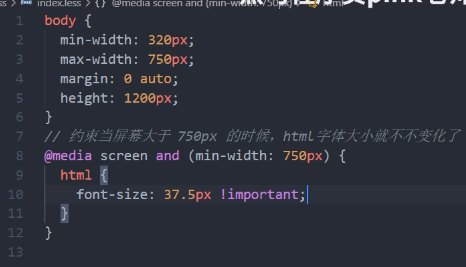 index.less > {} @media screen and (min-width: 750px) > html
1 body {
2 min-width: 320px;
3 max-width: 750px;
4 margin: 0 auto;
5 height: 1200px;
6 }
7 // 约束当屏幕大于 750px 的时候，html字体大小就不不变化了
8 @media screen and (min-width: 750px) {
9 html {
10 font-size: 37.5px !important;
11 }
12 }
13